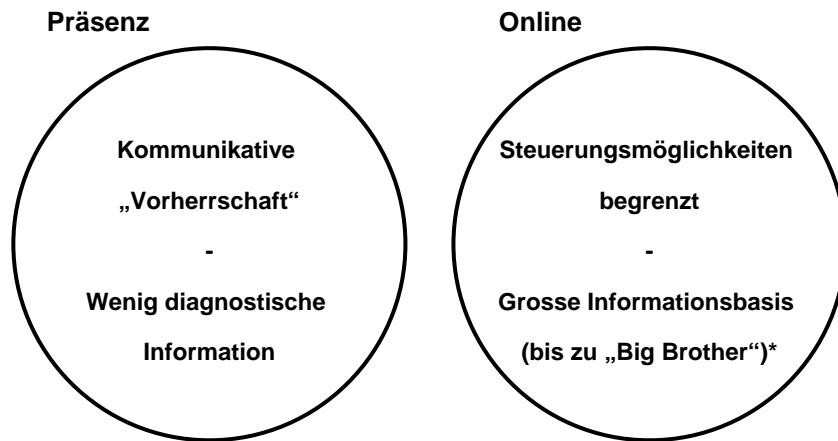 Präsenz
Kommunikative
„Vorherrschaft“
-
Wenig diagnostische
Information
Online
Steuerungsmöglichkeiten
begrenzt
-
Grosse Informationsbasis
(bis zu „Big Brother“)*